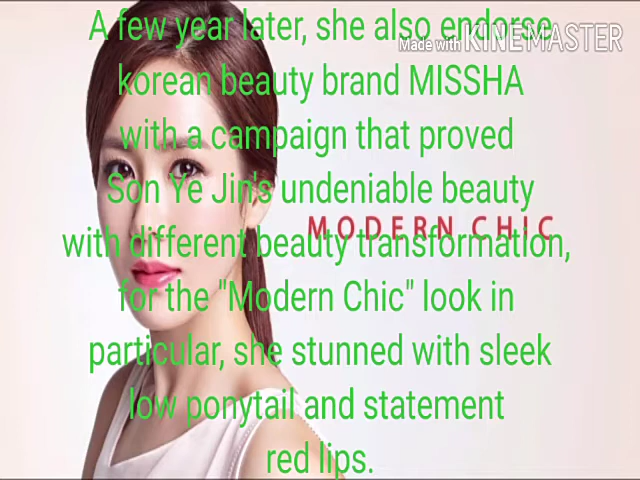 A few year later, she also endorse
Made with KINEMASTER
korean beauty brand MISSHA
with a campaign that proved
Son Ye Jin's undeniable beauty
MODERN CHIC
with different beauty transformation,
for the "Modern Chic" look in
particular, she stunned with sleek
low ponytail and statement
red lips.